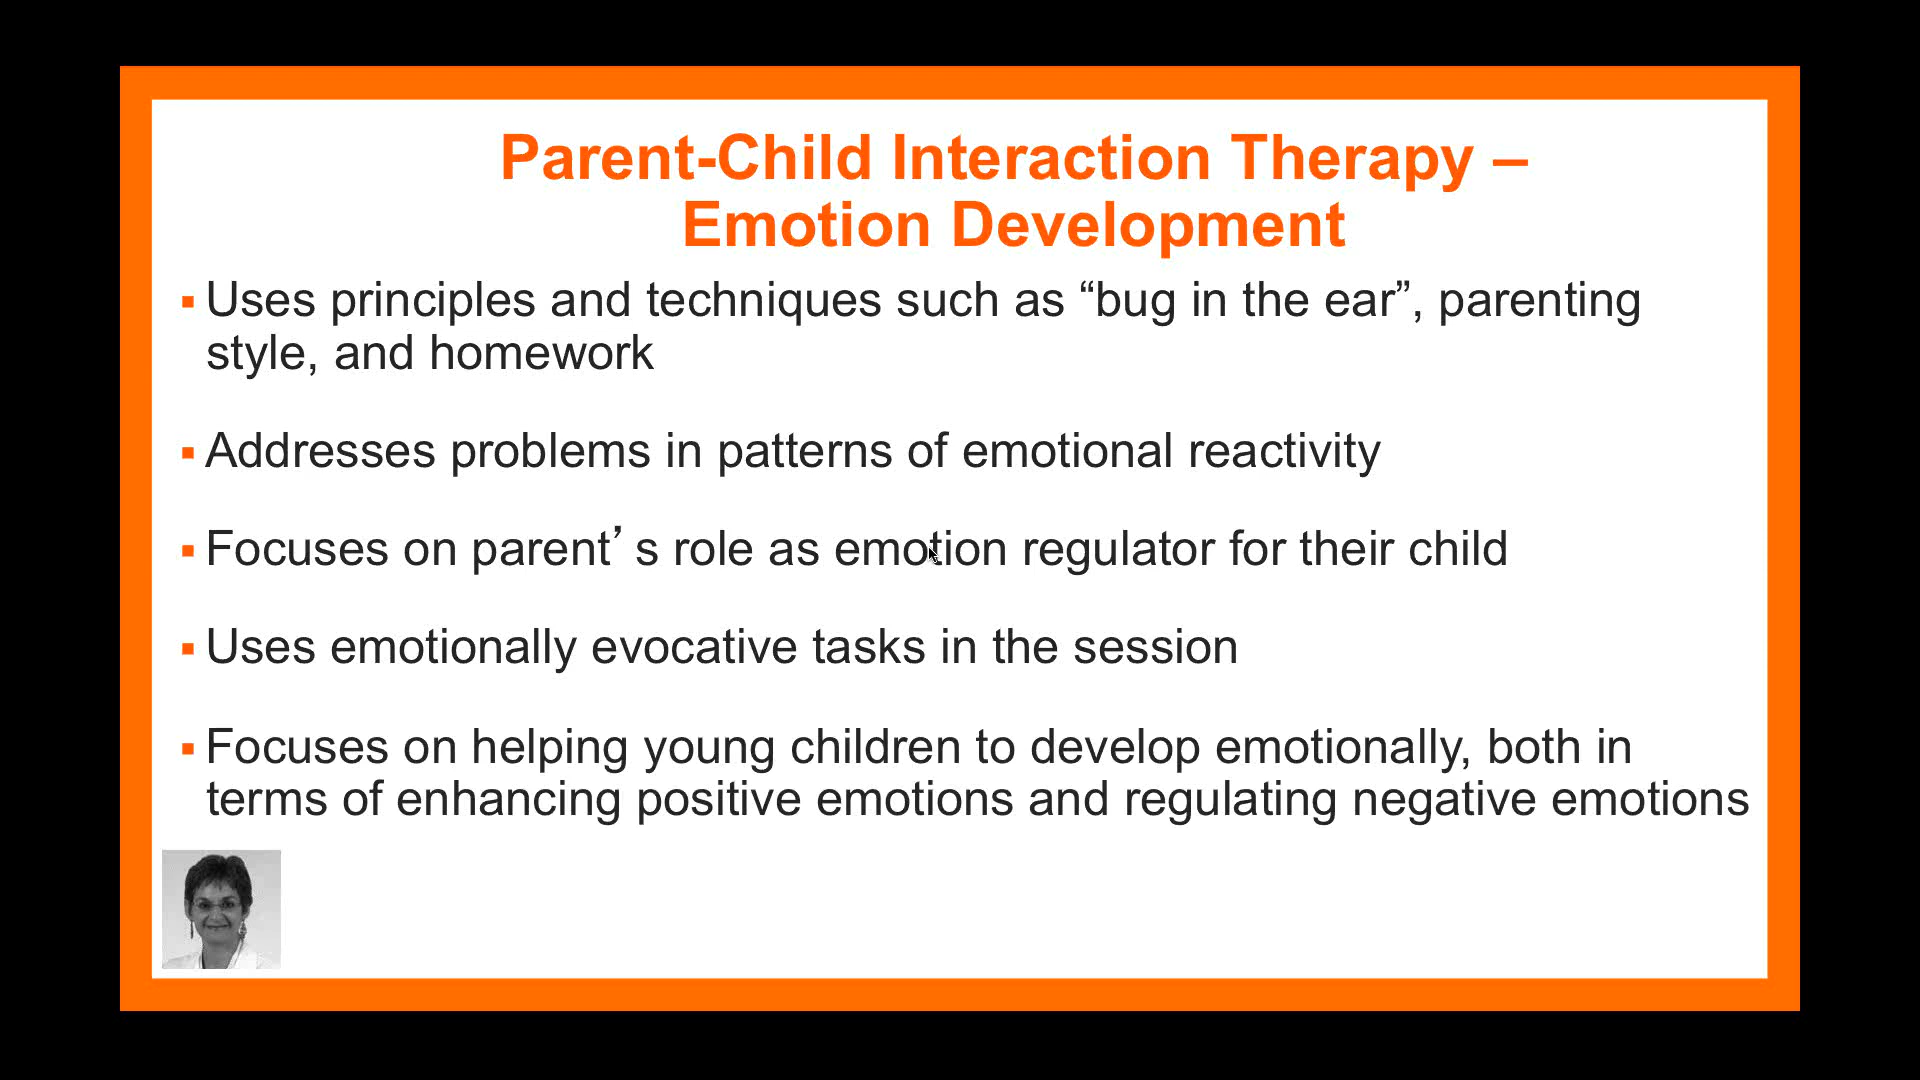 Parent-Child Interaction Therapy –
Emotion Development
▪ Uses principles and techniques such as “bug in the ear”, parenting
style, and homework
▪ Addresses problems in patterns of emotional reactivity
▪ Focuses on parent’s role as emotion regulator for their child
▪ Uses emotionally evocative tasks in the session
▪ Focuses on helping young children to develop emotionally, both in
terms of enhancing positive emotions and regulating negative emotions